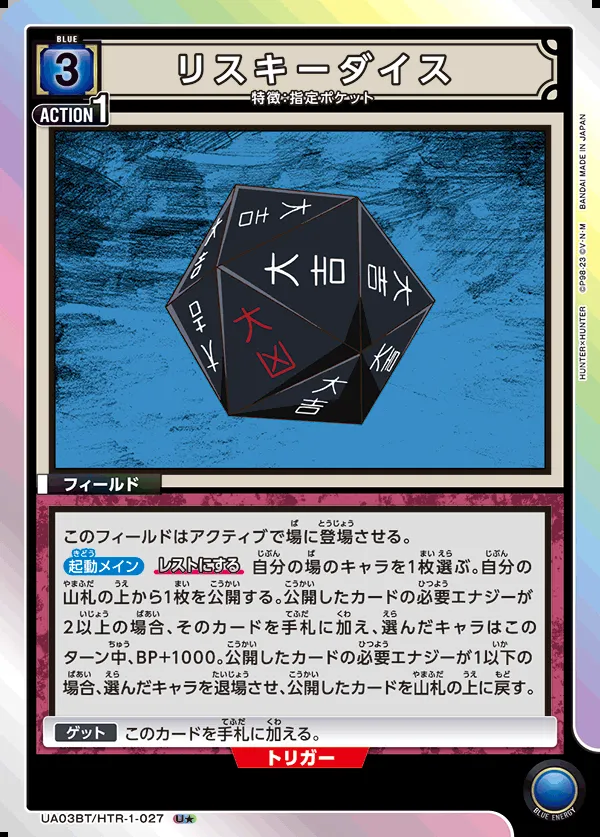 BLUE
3
リスキーダイス
特徴：指定ポケット
ACTION 1
大吉
大吉
大吉
大吉
大吉
大凶
大吉
大吉
HUNTER×HUNTER ©P98-23 ©V・N・M BANDAI MADE IN JAPAN
フィールド
このフィールドはアクティブで場に登場させる。
起動メイン レストにする 自分の場のキャラを1枚選ぶ。自分の
山札の上から1枚を公開する。公開したカードの必要エナジーが
2以上の場合、そのカードを手札に加え、選んだキャラはこの
ターン中、BP+1000。公開したカードの必要エナジーが1以下の
場合、選んだキャラを退場させ、公開したカードを山札の上に戻す。
ゲット このカードを手札に加える。
トリガー
UA03BT/HTR-1-027 U★
BLUE ENERGY